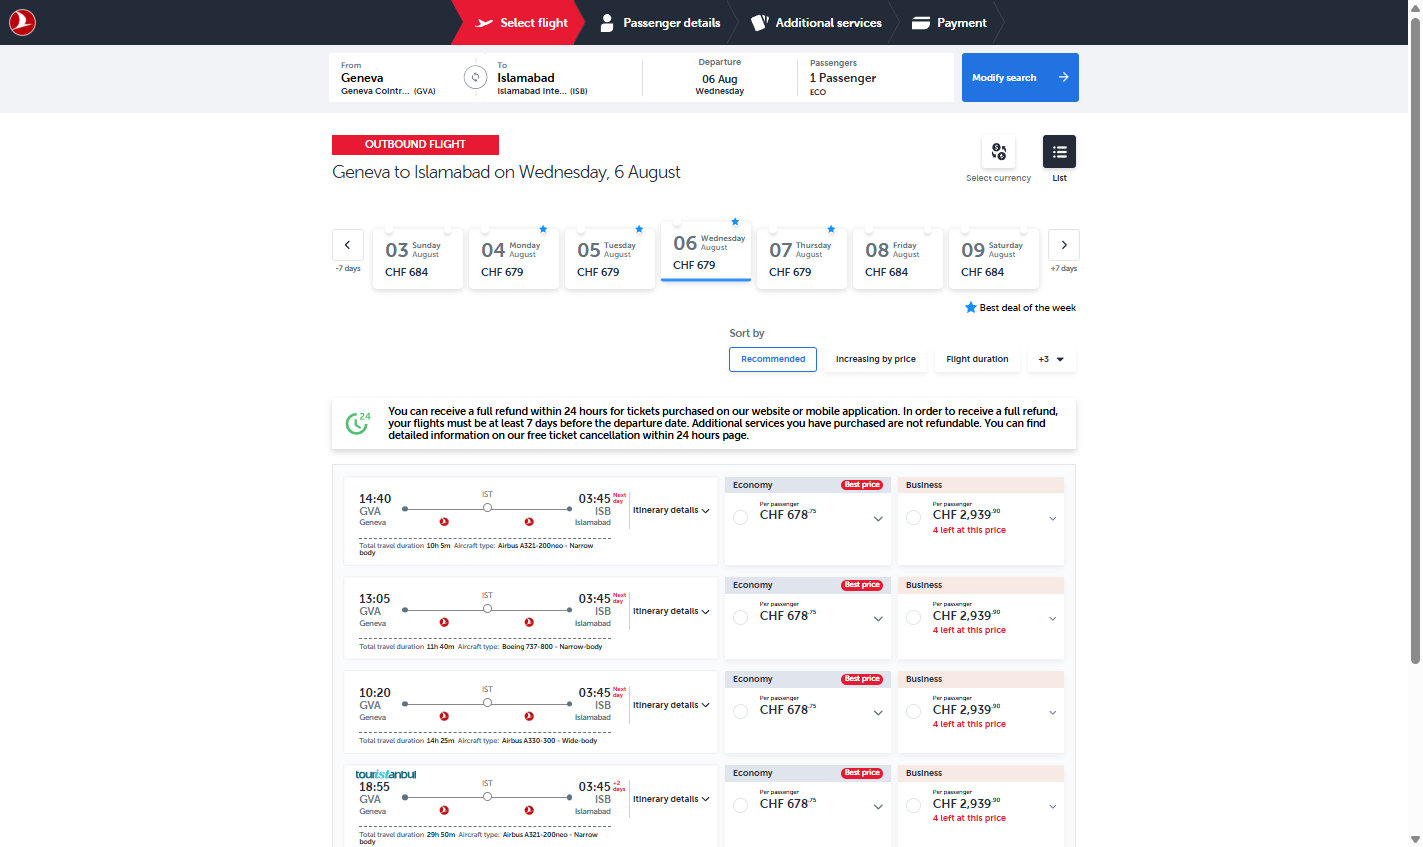 Select flight
Passenger details
Additional services
Payment
From
Geneva
Geneva Cointr... (GVA)
To
Islamabad
Islamabad Inte... (ISB)
Departure
06 Aug
Wednesday
Passengers
1 Passenger
ECO
Modify search
OUTBOUND FLIGHT
Geneva to Islamabad on Wednesday, 6 August
Select currency
List
-7 days
03 Sunday August
CHF 684
04 Monday August
CHF 679
05 Tuesday August
CHF 679
06 Wednesday August
CHF 679
07 Thursday August
CHF 679
08 Friday August
CHF 684
09 Saturday August
CHF 684
+7 days
Best deal of the week
Sort by
Recommended
Increasing by price
Flight duration
+3
24
You can receive a full refund within 24 hours for tickets purchased on our website or mobile application. In order to receive a full refund,
your flights must be at least 7 days before the departure date. Additional services you have purchased are not refundable. You can find
detailed information on our free ticket cancellation within 24 hours page.
14:40
GVA
Geneva
IST
03:45 Next day
ISB
Islamabad
Itinerary details
Total travel duration 10h 5m Aircraft type: Airbus A321-200neo - Narrow
body
Economy
Best price
Per passenger
CHF 678.75
Business
Per passenger
CHF 2,939.90
4 left at this price
13:05
GVA
Geneva
IST
03:45 Next day
ISB
Islamabad
Itinerary details
Total travel duration 11h 40m Aircraft type: Boeing 737-800 - Narrow-body
Economy
Best price
Per passenger
CHF 678.75
Business
Per passenger
CHF 2,939.90
4 left at this price
10:20
GVA
Geneva
IST
03:45 Next day
ISB
Islamabad
Itinerary details
Total travel duration 14h 25m Aircraft type: Airbus A330-300 - Wide-body
Economy
Best price
Per passenger
CHF 678.75
Business
Per passenger
CHF 2,939.90
4 left at this price
touristanbul
18:55
GVA
Geneva
IST
03:45 +2 days
ISB
Islamabad
Itinerary details
Total travel duration 29h 50m Aircraft type: Airbus A321-200neo - Narrow
body
Economy
Best price
Per passenger
CHF 678.75
Business
Per passenger
CHF 2,939.90
4 left at this price